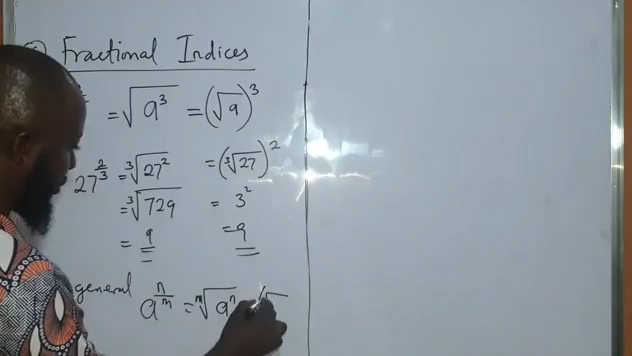 Fractional Indices
= √a³ = (√a)³
27^(2/3) = ³√27² = (³√27)²
= ³√729 = 3²
= 9 = 9
general a^(n/m) = ᵐ√aⁿ √